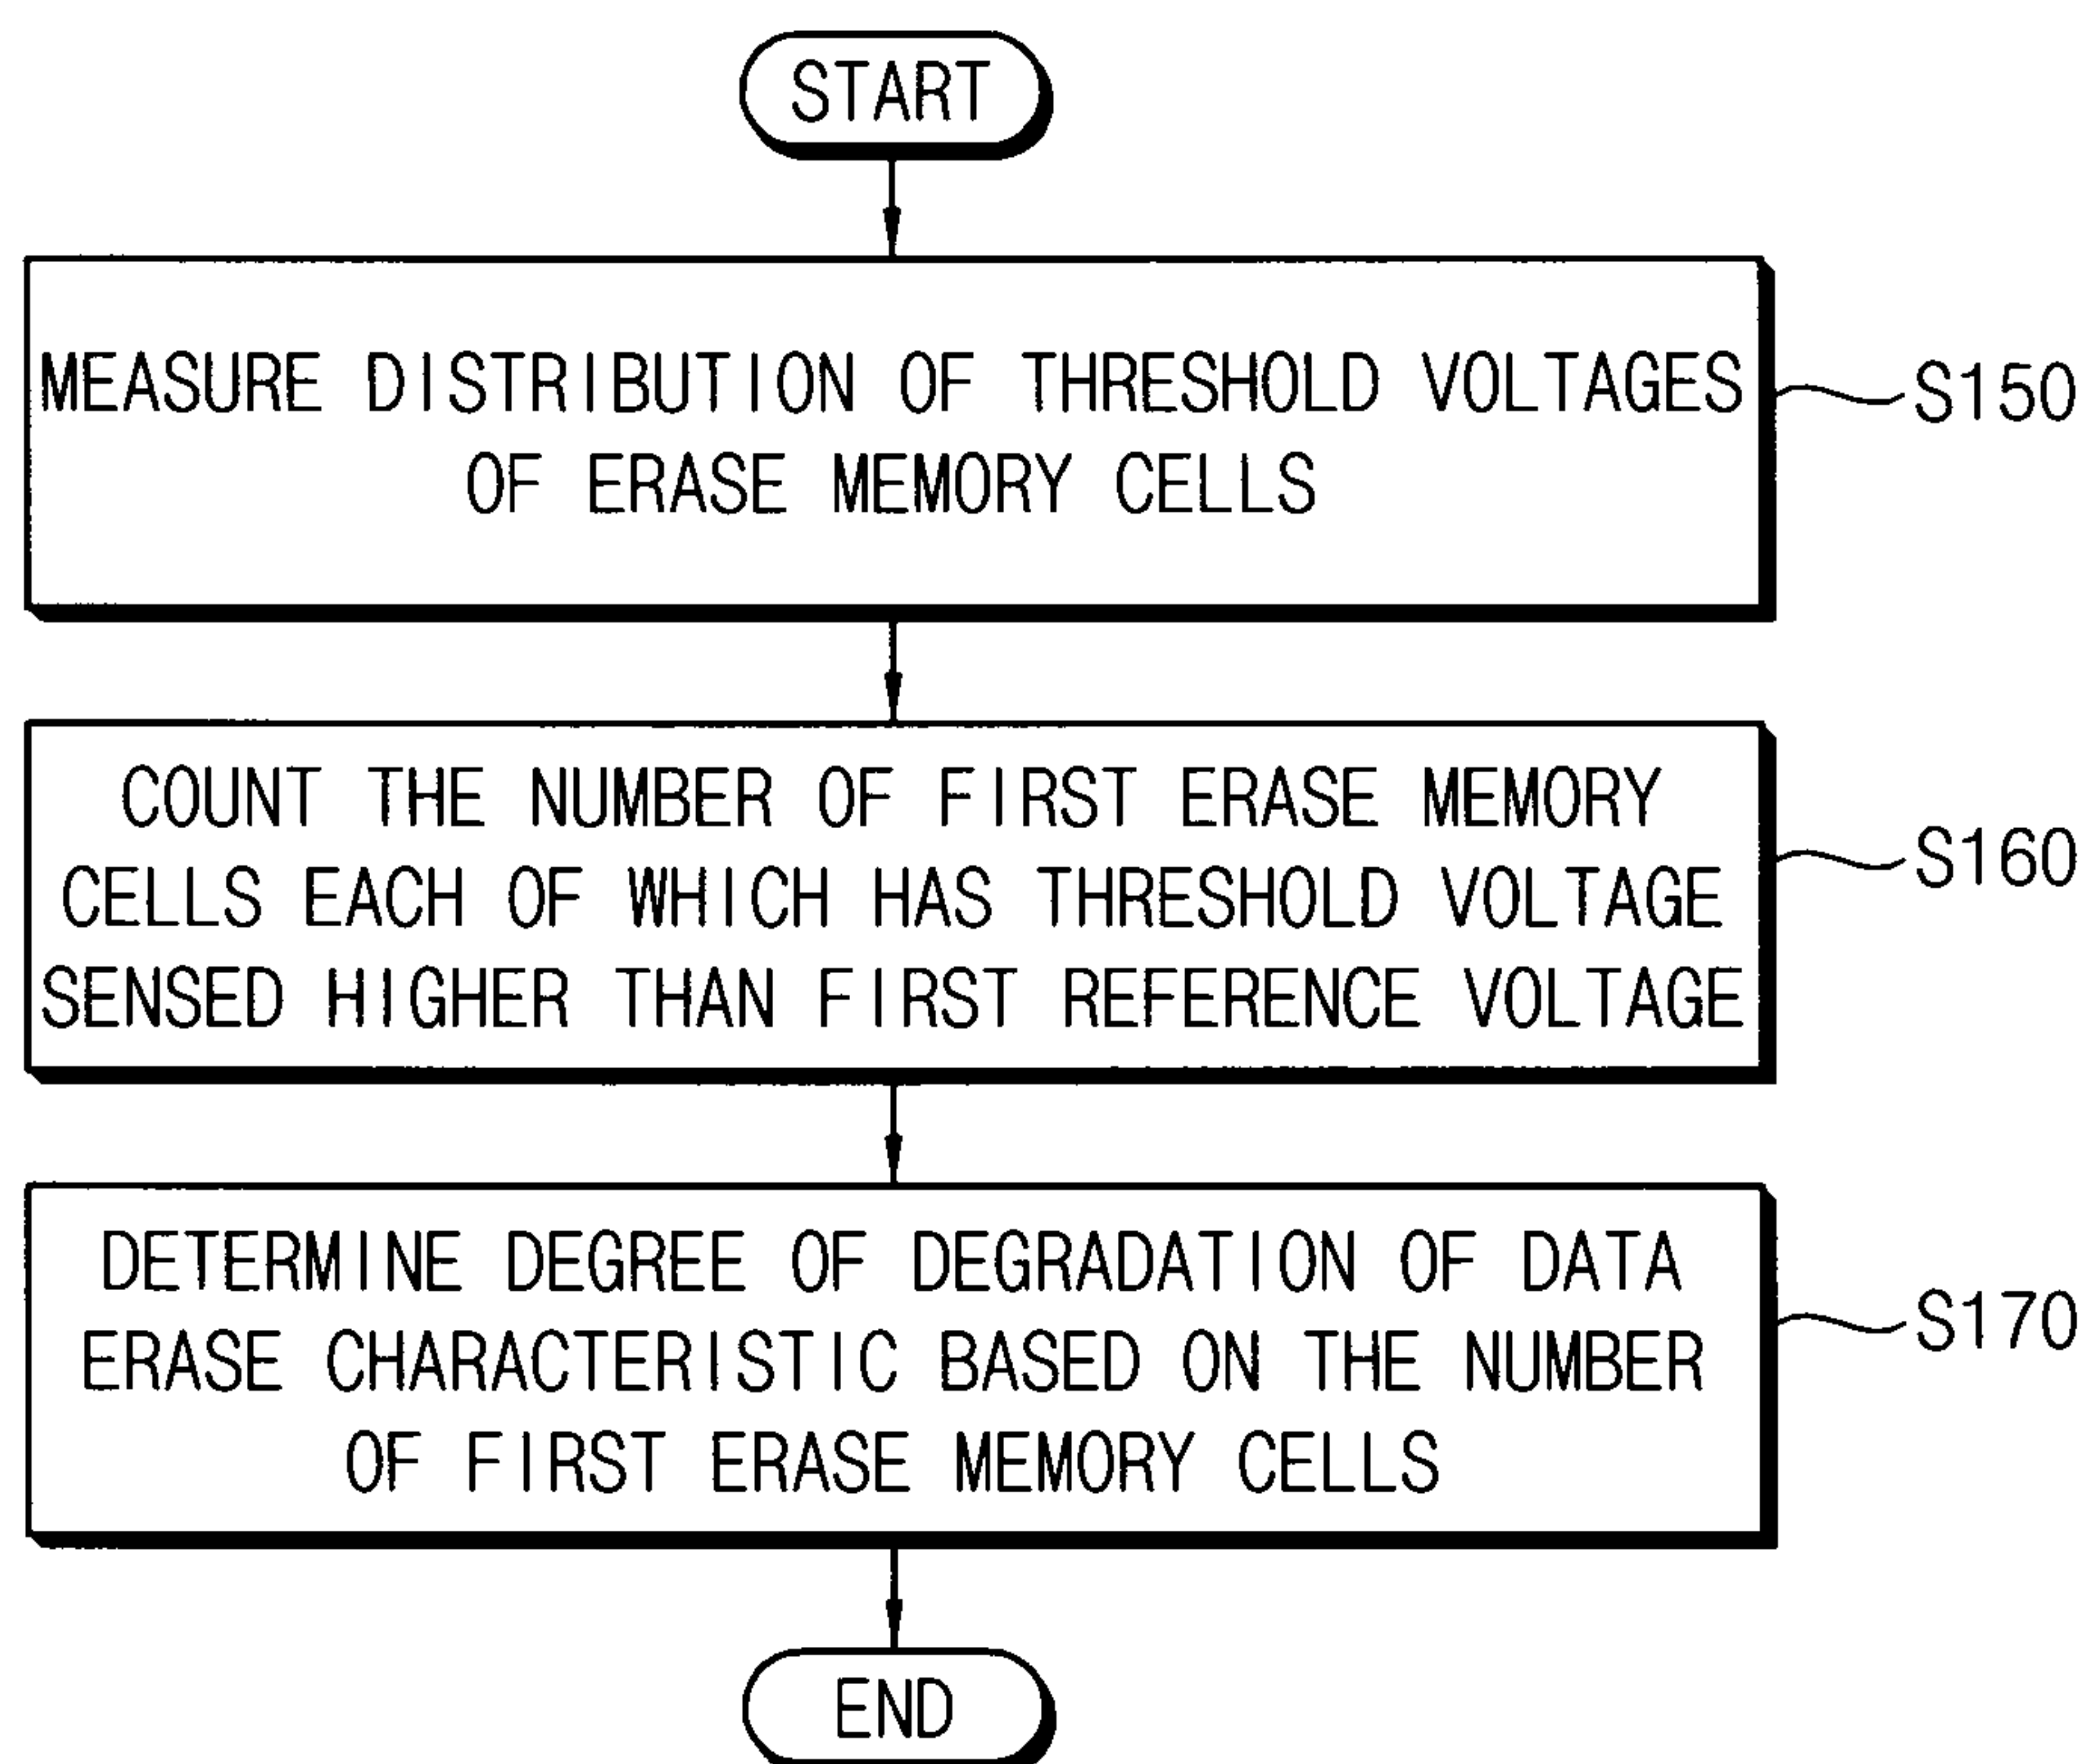 START
MEASURE DISTRIBUTION OF THRESHOLD VOLTAGES
OF ERASE MEMORY CELLS
S150
COUNT THE NUMBER OF FIRST ERASE MEMORY
CELLS EACH OF WHICH HAS THRESHOLD VOLTAGE
SENSED HIGHER THAN FIRST REFERENCE VOLTAGE
S160
DETERMINE DEGREE OF DEGRADATION OF DATA
ERASE CHARACTERISTIC BASED ON THE NUMBER
OF FIRST ERASE MEMORY CELLS
S170
END